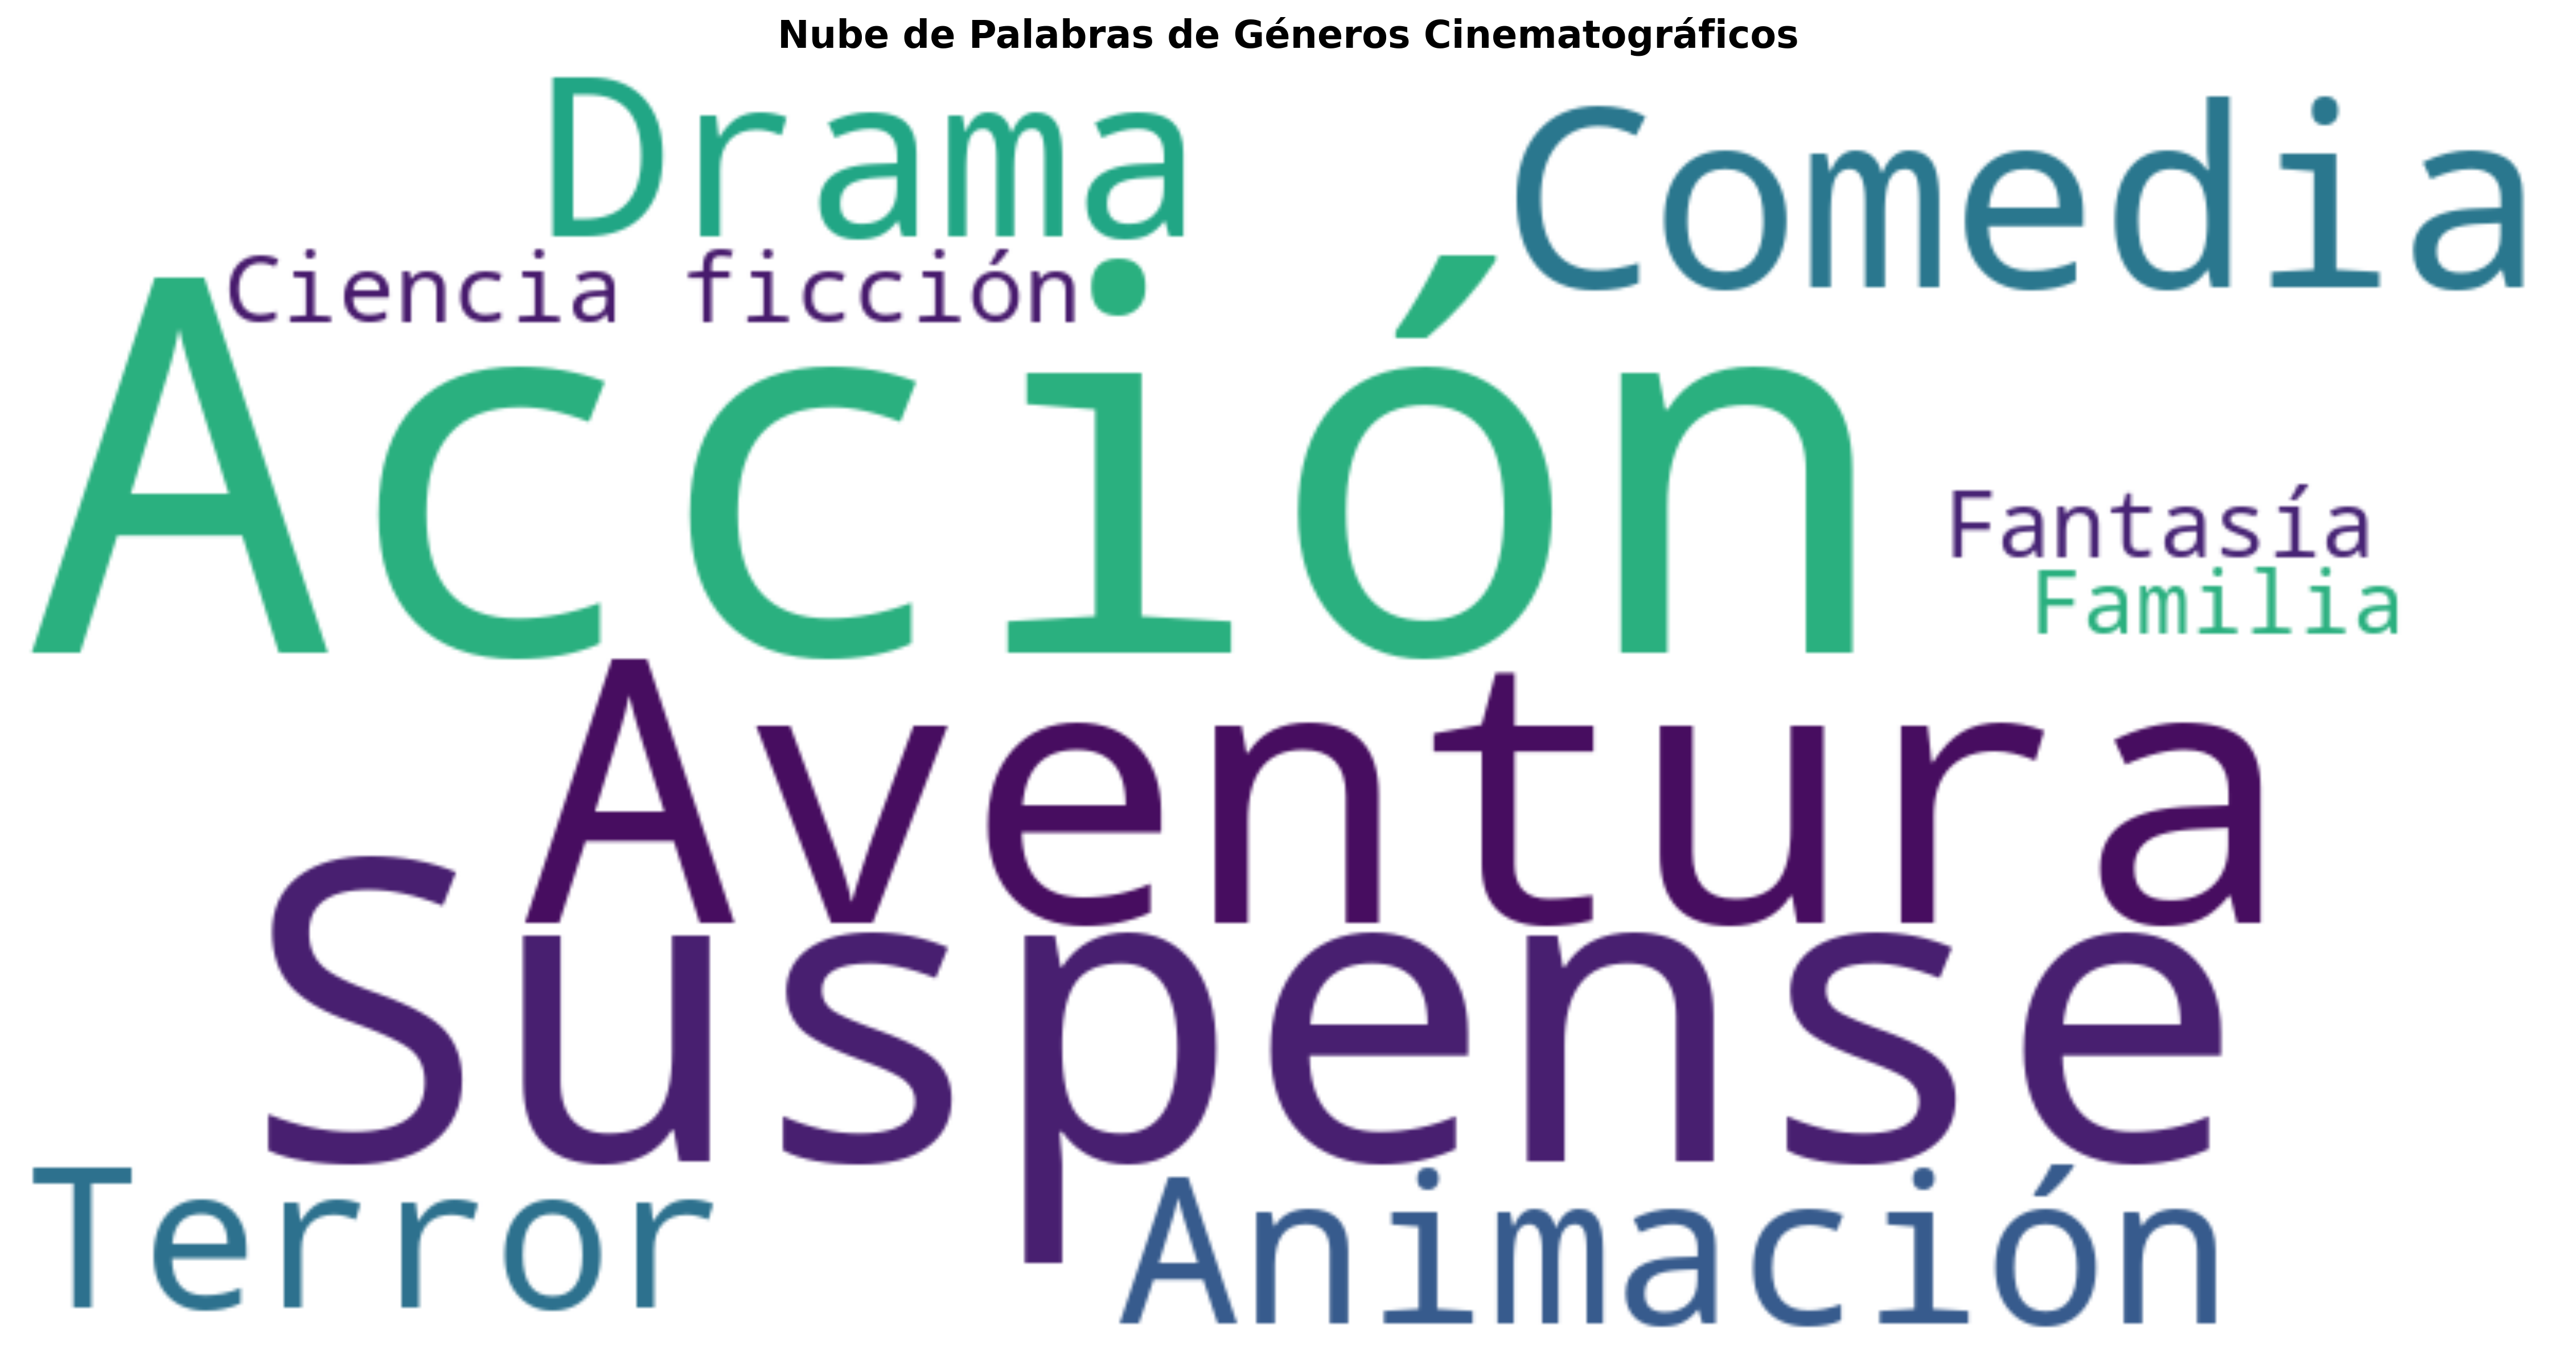 Nube de Palabras de Géneros Cinematográficos
Drama
Comedia
Ciencia ficción
Acción
Fantasía
Familia
Aventura
Suspense
Terror
Animación